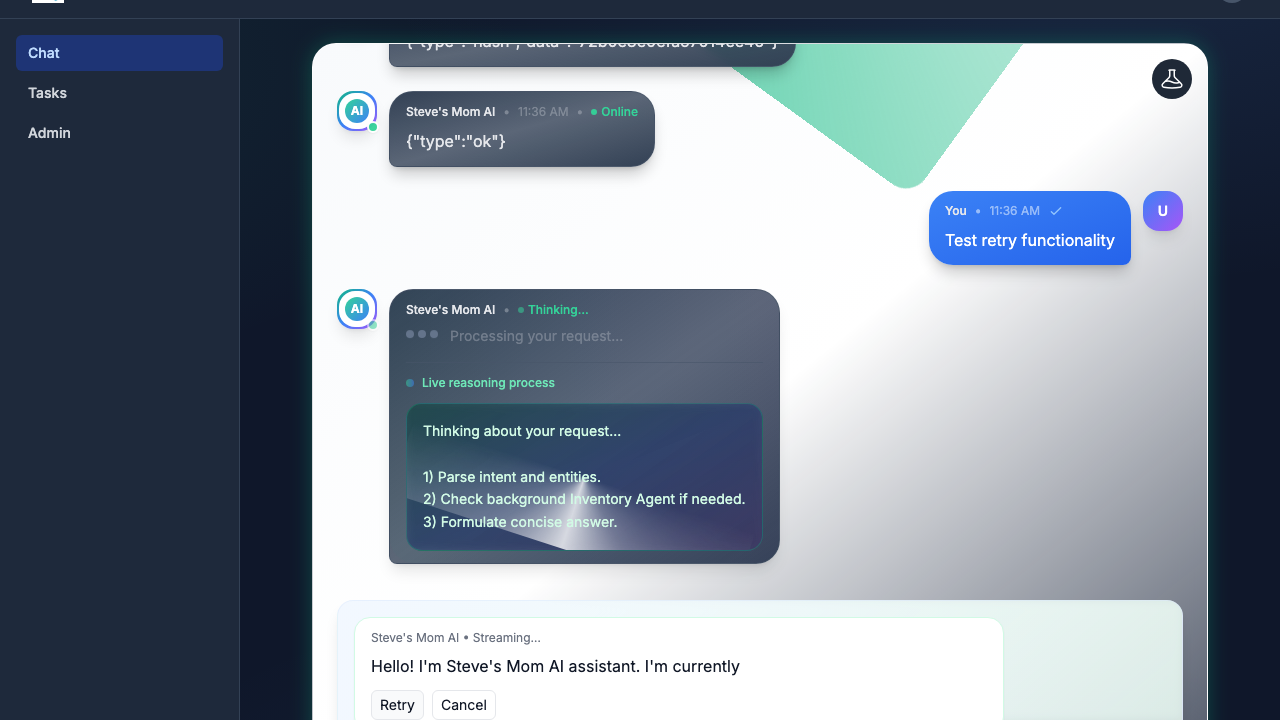 Chat
Tasks
Admin
AI
Steve's Mom AI • 11:36 AM • Online
{"type":"ok"}
You • 11:36 AM
Test retry functionality
U
AI
Steve's Mom AI • Thinking...
Processing your request...
Live reasoning process
Thinking about your request...
1) Parse intent and entities.
2) Check background Inventory Agent if needed.
3) Formulate concise answer.
Steve's Mom AI • Streaming...
Hello! I'm Steve's Mom AI assistant. I'm currently
Retry
Cancel